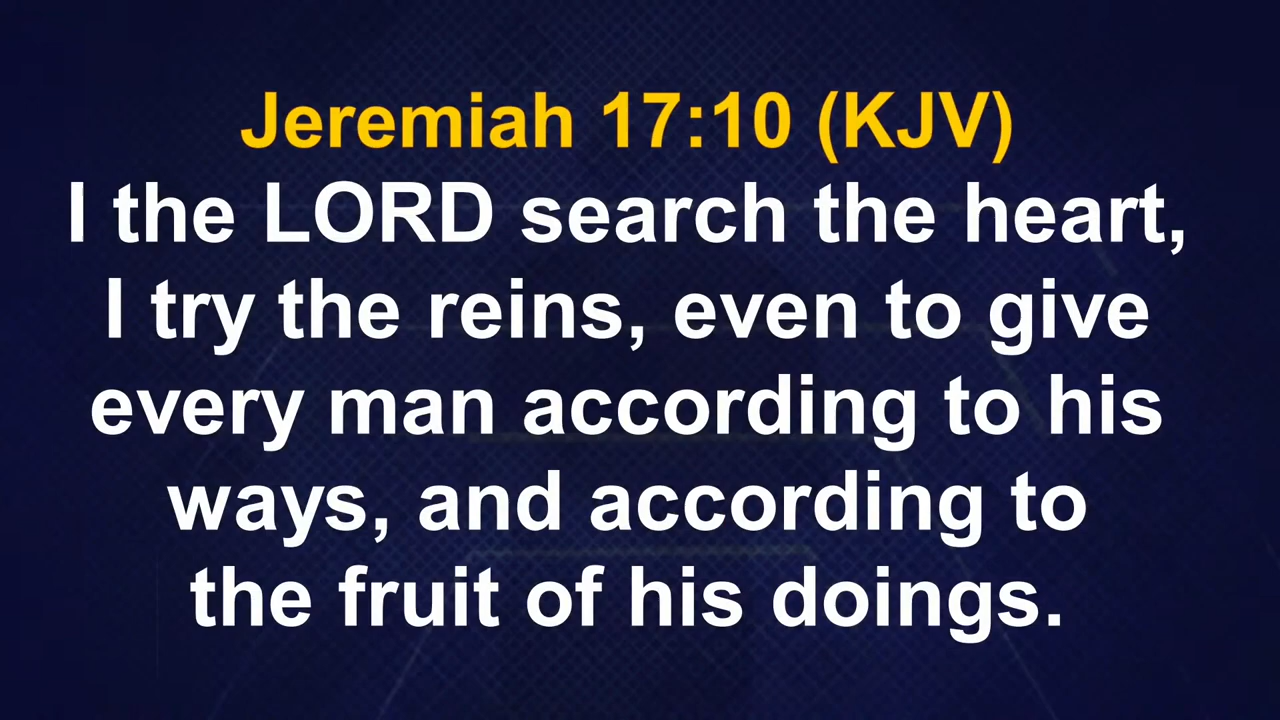 Jeremiah 17:10 (KJV)
I the LORD search the heart,
I try the reins, even to give
every man according to his
ways, and according to
the fruit of his doings.